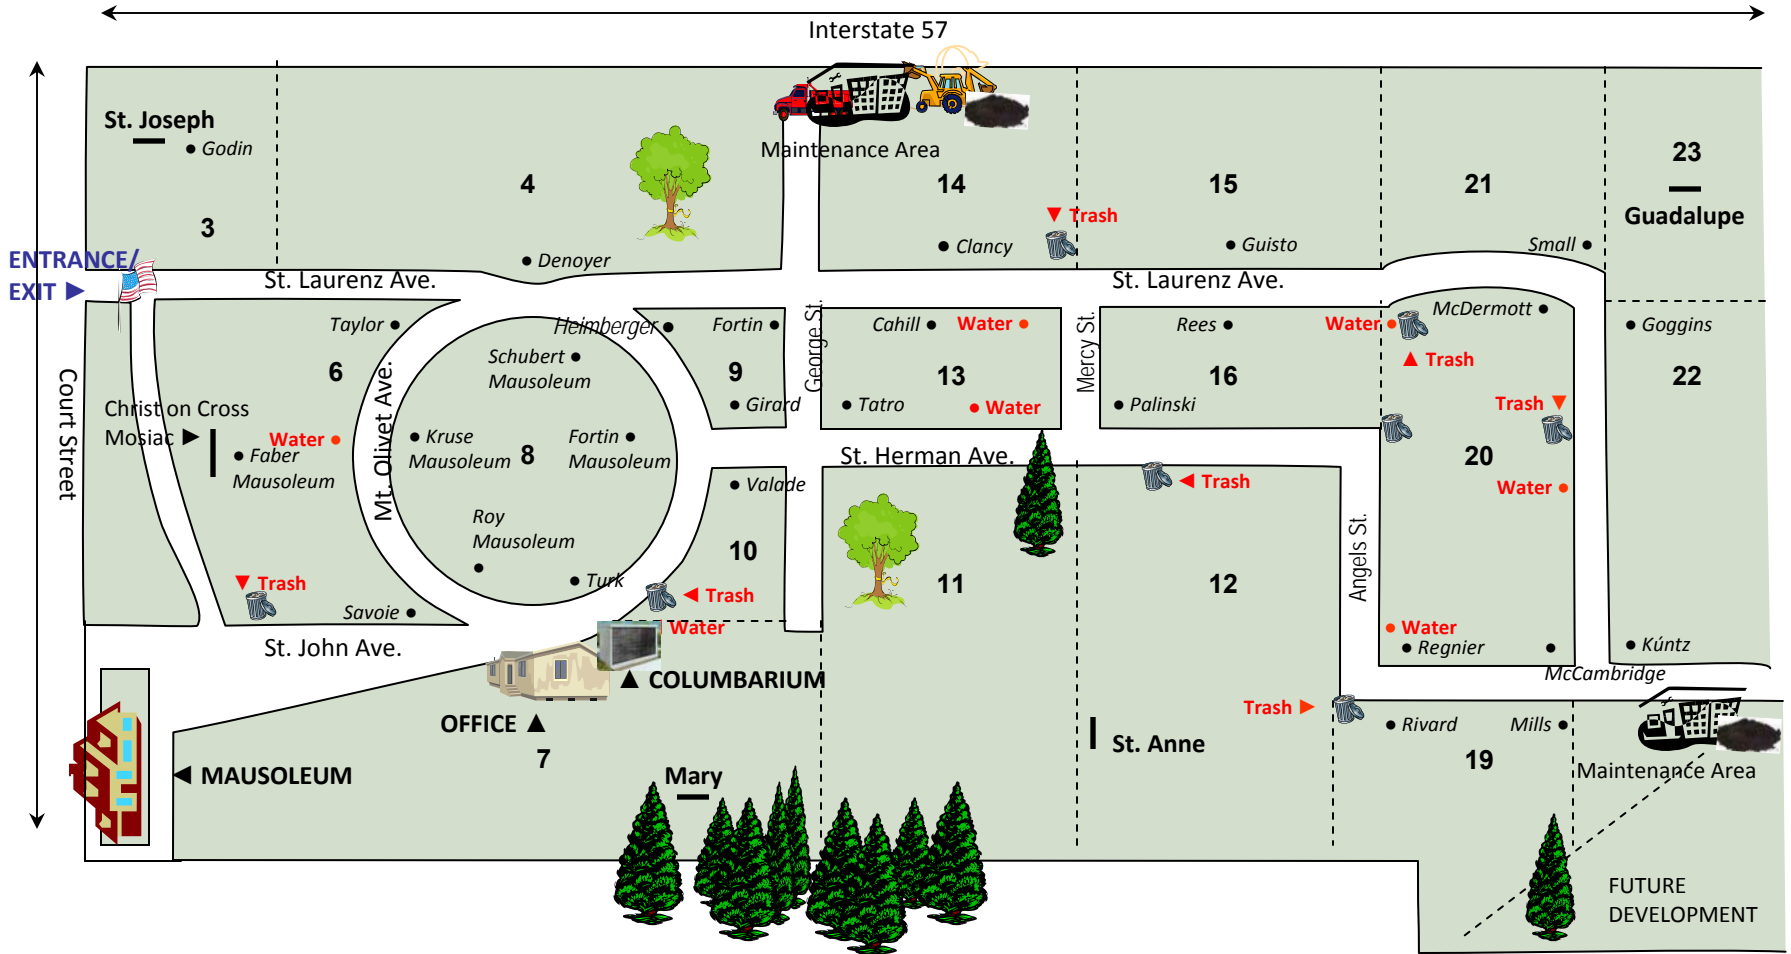 Interstate 57
St. Joseph
Godin
3
4
Denoyer
Maintenance Area
14
Clancy
Trash
15
Guisto
21
Small
23
Guadalupe
ENTRANCE/
EXIT
St. Laurenz Ave.
St. Laurenz Ave.
Court Street
Taylor
6
Christ on Cross
Mosiac
Faber
Mausoleum
Water
Trash
Savoie
Mt. Olivet Ave.
Heimberger
Schubert
Mausoleum
Kruse
Mausoleum
8
Fortin
Mausoleum
Roy
Mausoleum
Turk
Fortin
9
Girard
George St.
Cahill
Water
13
Tatro
Water
Mercy St.
Rees
16
Palinski
Water
Trash
McDermott
Trash
20
Water
Water
Regnier
McCambridge
Goggins
22
Kúntz
St. Herman Ave.
Valade
10
Trash
Water
11
Trash
12
Angels St.
St. John Ave.
COLUMBARIUM
OFFICE
7
MAUSOLEUM
Mary
St. Anne
Trash
Rivard
Mills
19
Maintenance Area
FUTURE
DEVELOPMENT